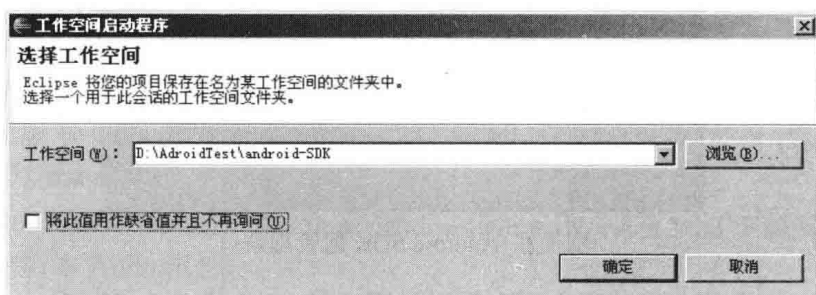 工作空间启动程序
选择工作空间
Eclipse 将您的项目保存在名为某工作空间的文件夹中。
选择一个用于此会话的工作空间文件夹。
工作空间(W)： D:\AdroidTest\android-SDK 浏览(B)...
将此值用作缺省值并且不再询问(U)
确定 取消